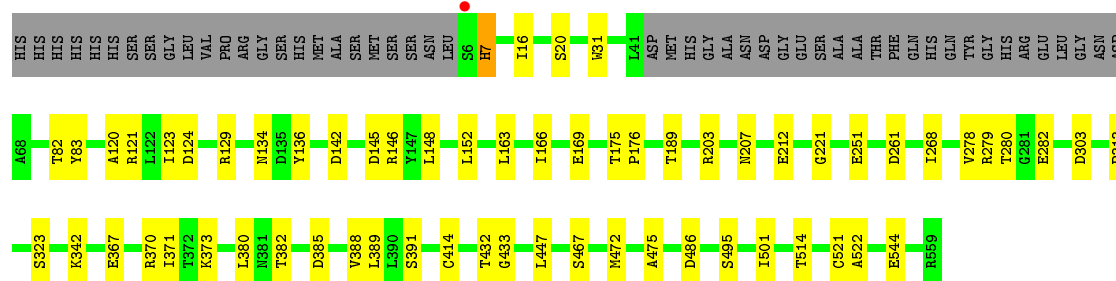 HIS HIS HIS HIS HIS HIS SER SER GLY LEU VAL PRO ARG GLY SER HIS MET ALA SER MET SER SER ASN LEU S6 H7 I16 S20 W31 L41 ASP MET HIS GLY ALA ASN ASP GLY GLU SER ALA ALA THR PHE GLN HIS GLN TYR GLY HIS ARG GLU LEU GLY ASN
A68 T82 Y83 A120 R121 L122 I123 D124 R129 N134 D135 Y136 D142 D145 R146 Y147 L148 L152 L163 I166 E169 T175 P176 T189 R203 N207 E212 G221 E251 D261 I268 V278 R279 T280 G281 E282 D303
S323 K342 E367 R370 I371 T372 K373 L380 N381 T382 D385 V388 L389 L390 S391 C414 T432 G433 L447 S467 M472 A475 D486 S495 I501 T514 C521 A522 E544 R559